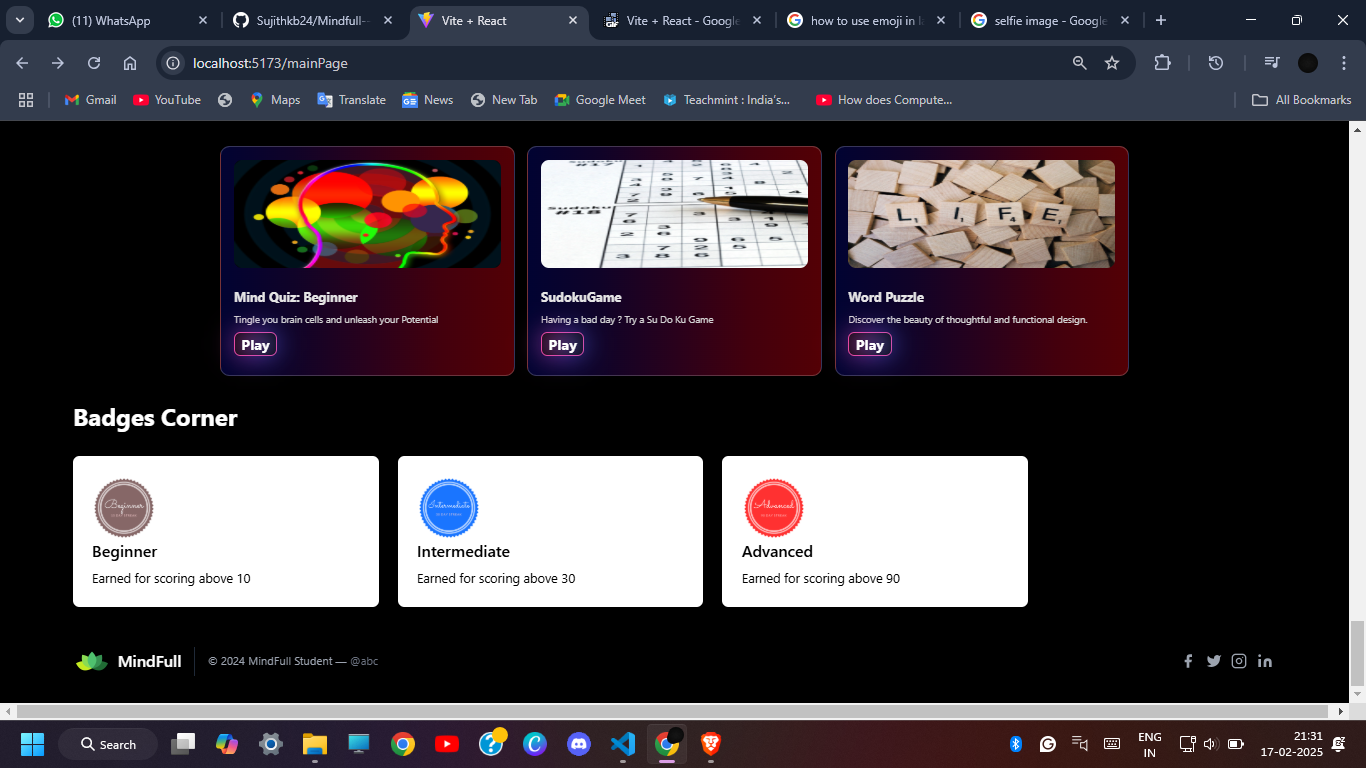 (11) WhatsApp
Sujithkb24/Mindfull-
Vite + React
Vite + React - Google
how to use emoji in l
selfie image - Google
localhost:5173/mainPage
Gmail
YouTube
Maps
Translate
News
New Tab
Google Meet
Teachmint : India's...
How does Compute...
All Bookmarks
Sudoku
#18
L I F E
Mind Quiz: Beginner
Tingle you brain cells and unleash your Potential
Play
SudokuGame
Having a bad day ? Try a Su Do Ku Game
Play
Word Puzzle
Discover the beauty of thoughtful and functional design.
Play
Badges Corner
Beginner
Beginner
Earned for scoring above 10
Intermediate
Intermediate
Earned for scoring above 30
Advanced
Advanced
Earned for scoring above 90
MindFull
© 2024 MindFull Student — @abc
Search
ENG
IN
21:31
17-02-2025